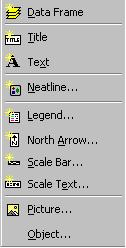 Data Frame
Title
Text
Neatline...
Legend...
North Arrow...
Scale Bar...
Scale Text...
Picture...
Object...